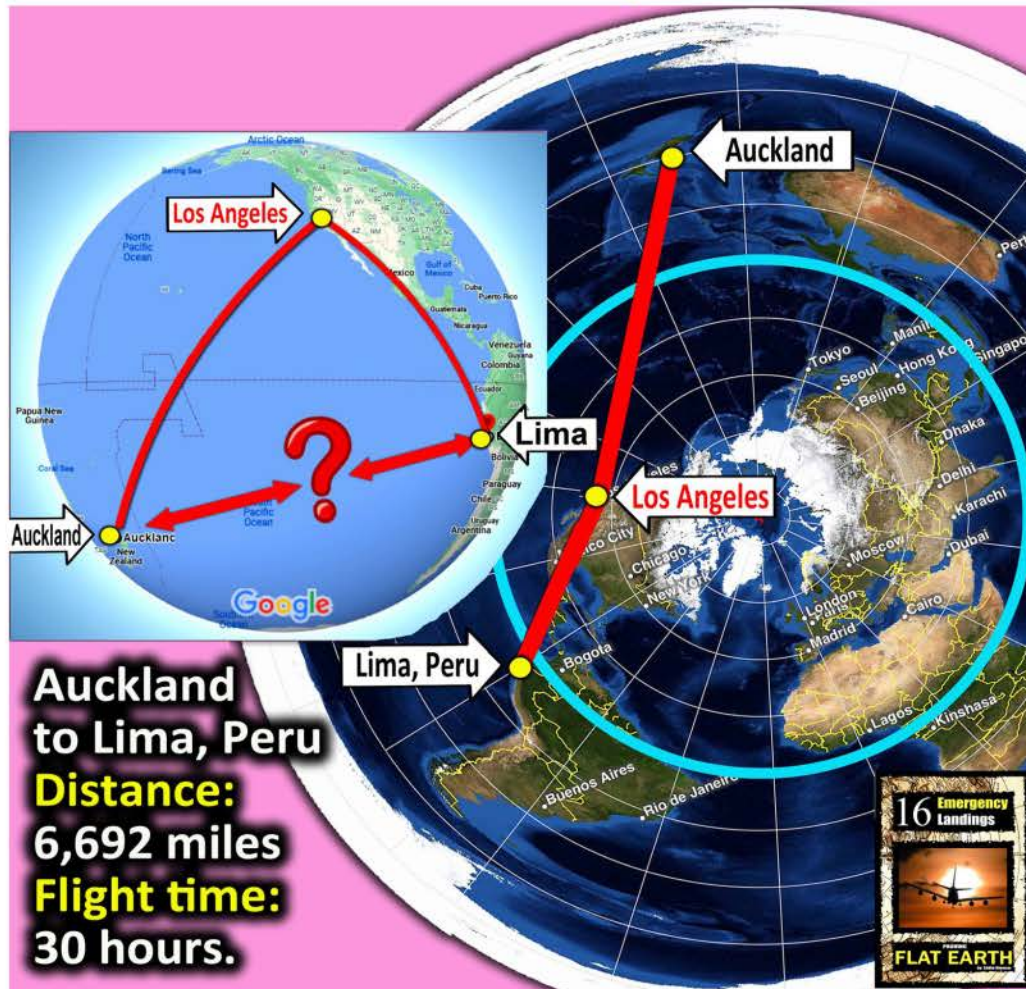 Auckland
Arctic Ocean
Bering Sea
Los Angeles
North
Pacific
Ocean
Gulf of
Mexico
Mexico
Cuba
Puerto Rico
Guatemala
Nicaragua
Venezuela
Guyana
Colombia
Ecuador
Papua New
Guinea
Lima
Bolivia
Paraguay
Chile
Uruguay
Argentina
Coral Sea
Pacific
Ocean
?
Auckland
Aucklanc
New
Zealand
Google
Manil
Tokyo
Hong Kong
Singapor
Seoul
Beijing
Dhaka
Delhi
Karachi
Dubai
Los Angeles
Moscow
Chicago
New York
London
Cairo
Madrid
Lima, Peru
Bogota
Lagos
Kinshasa
Buenos Aires
Rio de Janeiro
Auckland
to Lima, Peru
Distance:
6,692 miles
Flight time:
30 hours.
16 Emergency
Landings
FLAT EARTH